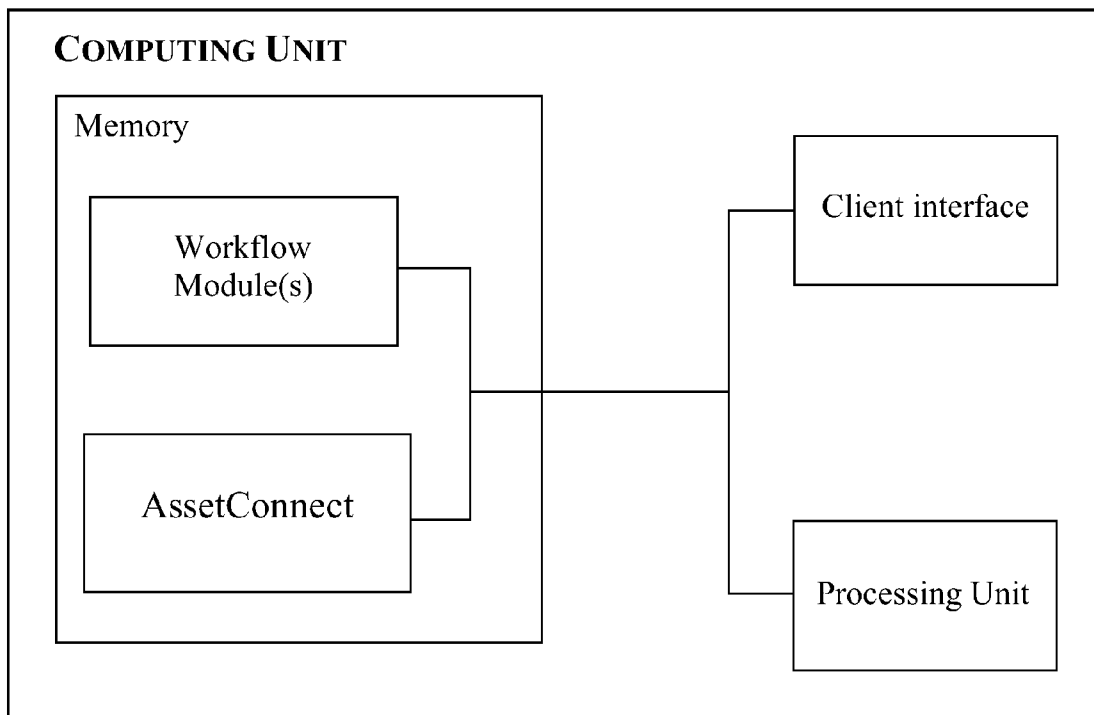 COMPUTING UNIT
Memory
Workflow
Module(s)
AssetConnect
Client interface
Processing Unit